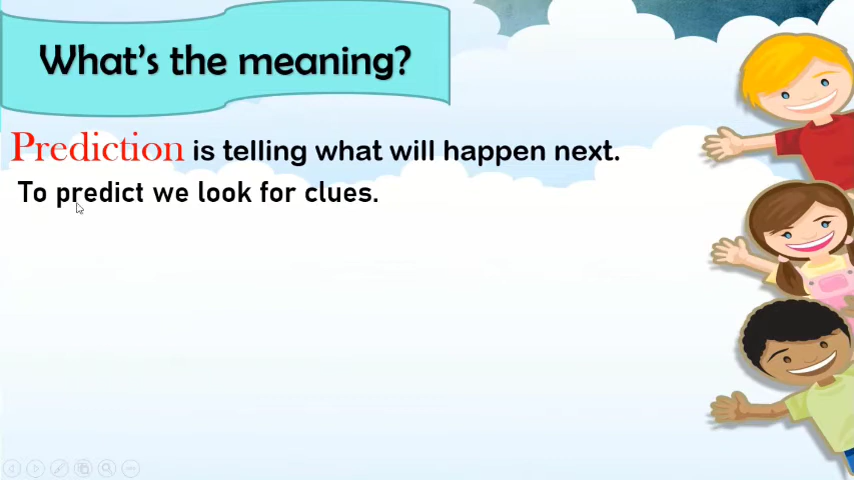 What's the meaning?
Prediction is telling what will happen next.
To predict we look for clues.